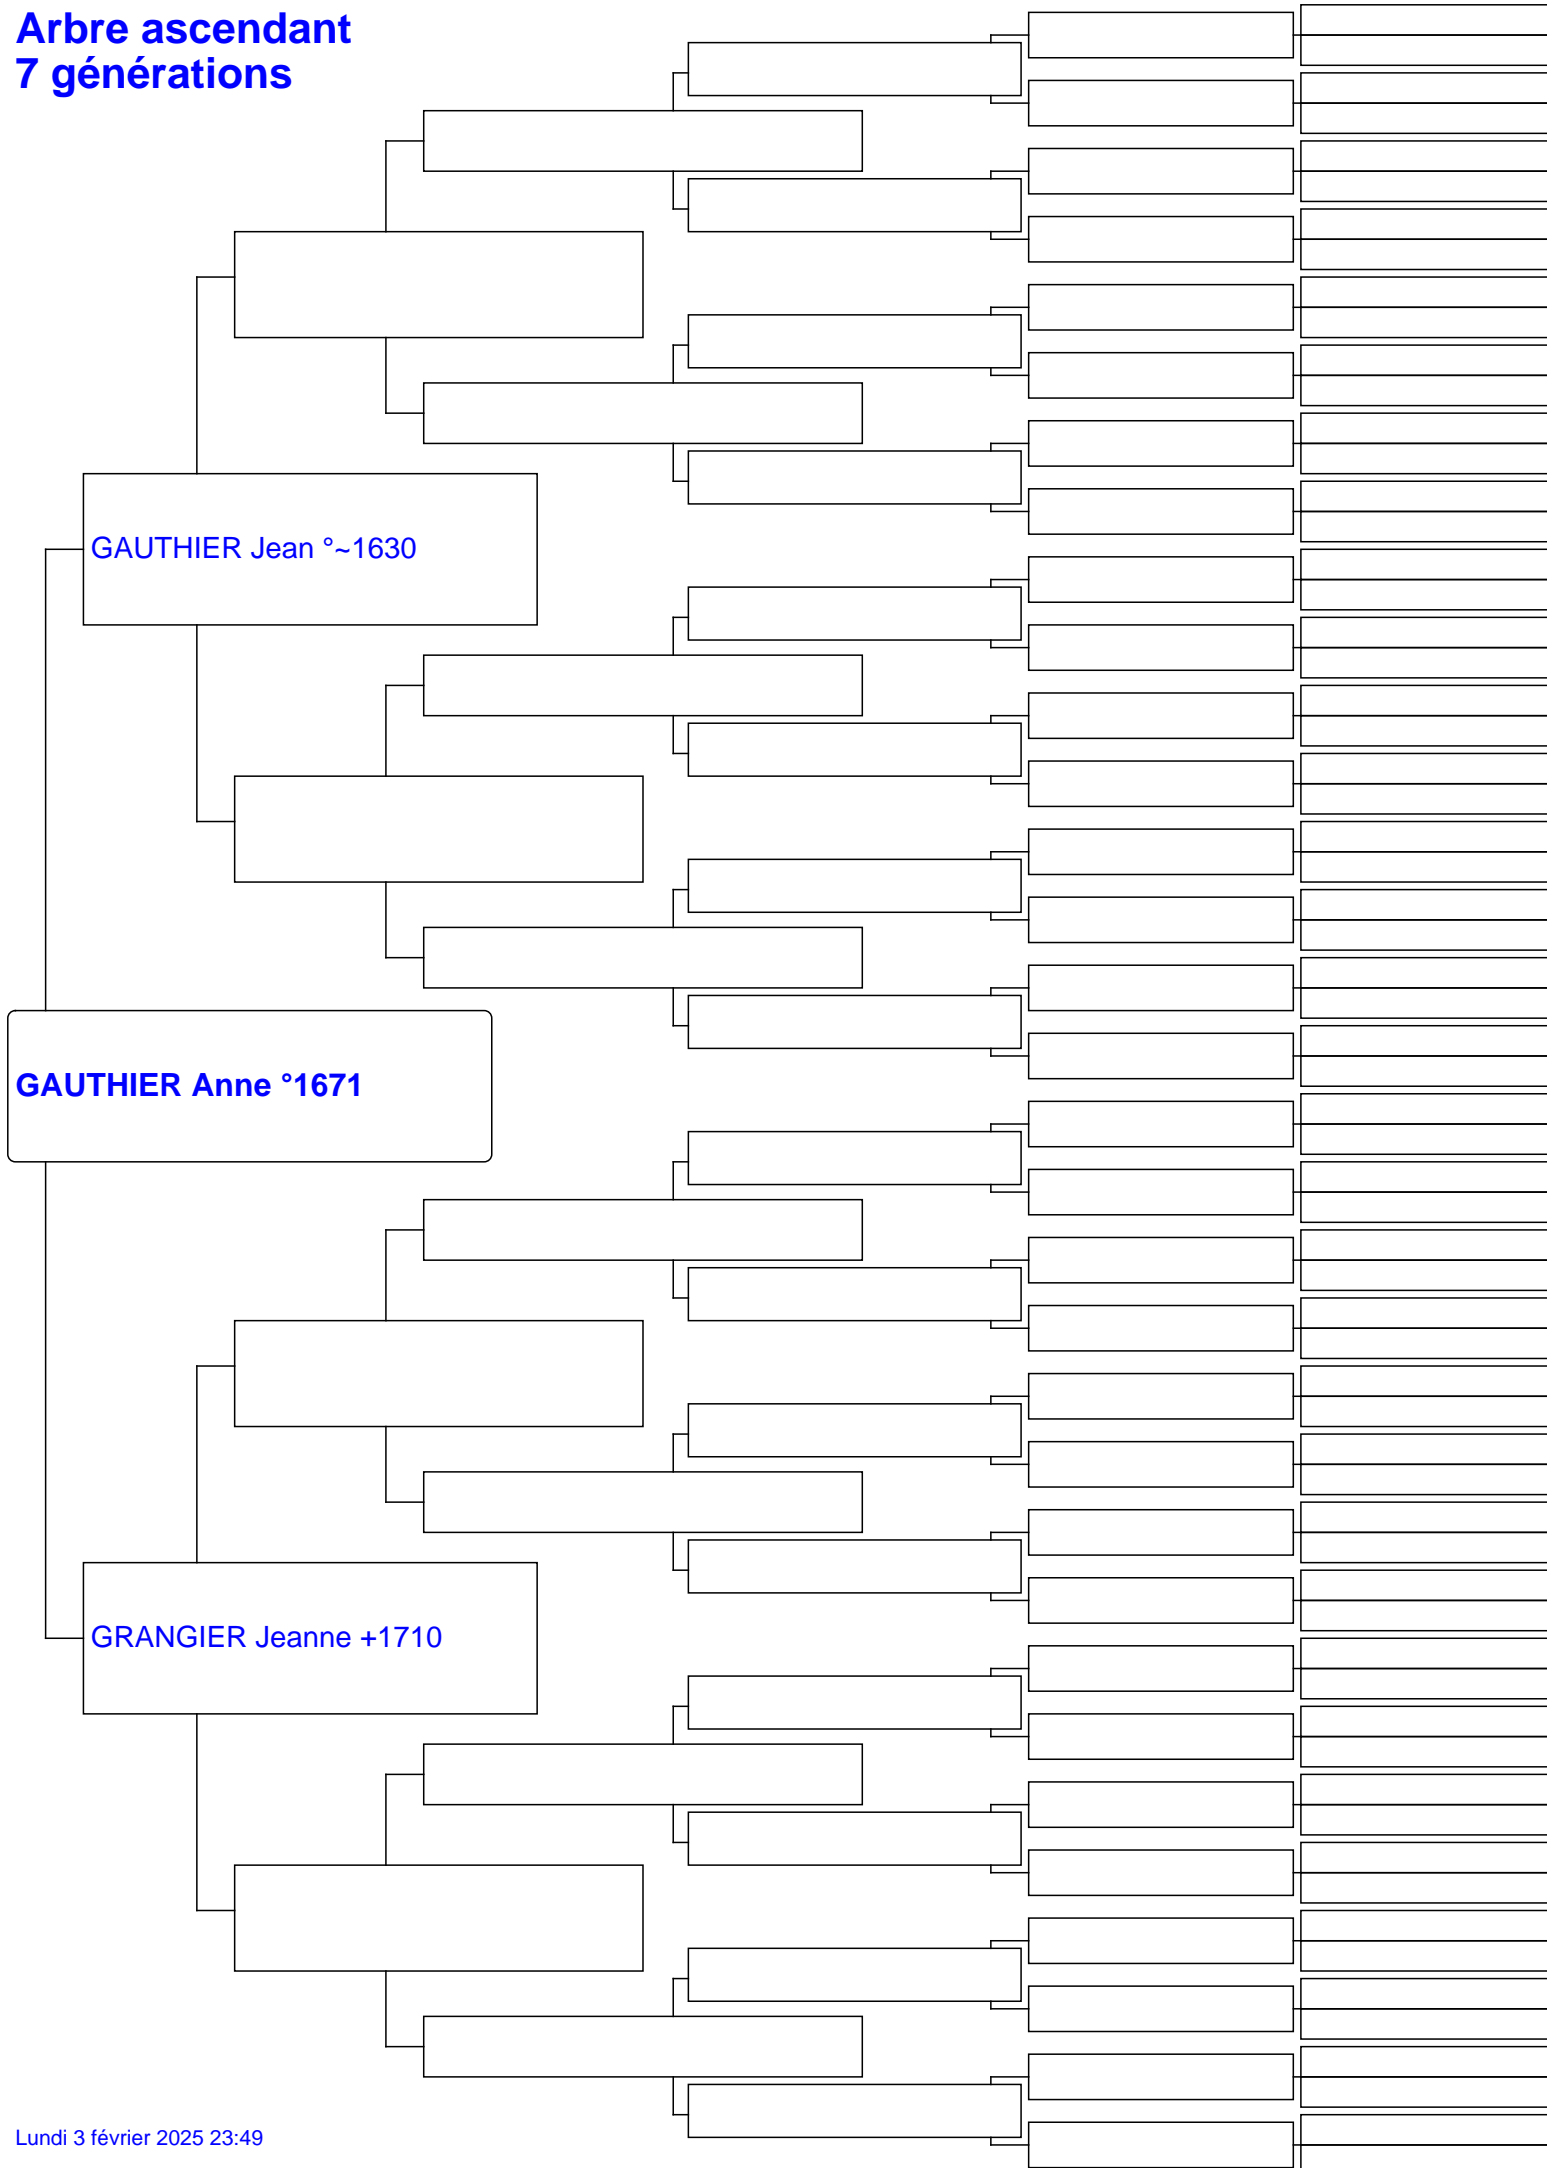 Arbre ascendant
7 générations
GAUTHIER Jean °~1630
GAUTHIER Anne °1671
GRANGIER Jeanne +1710
Lundi 3 février 2025 23:49